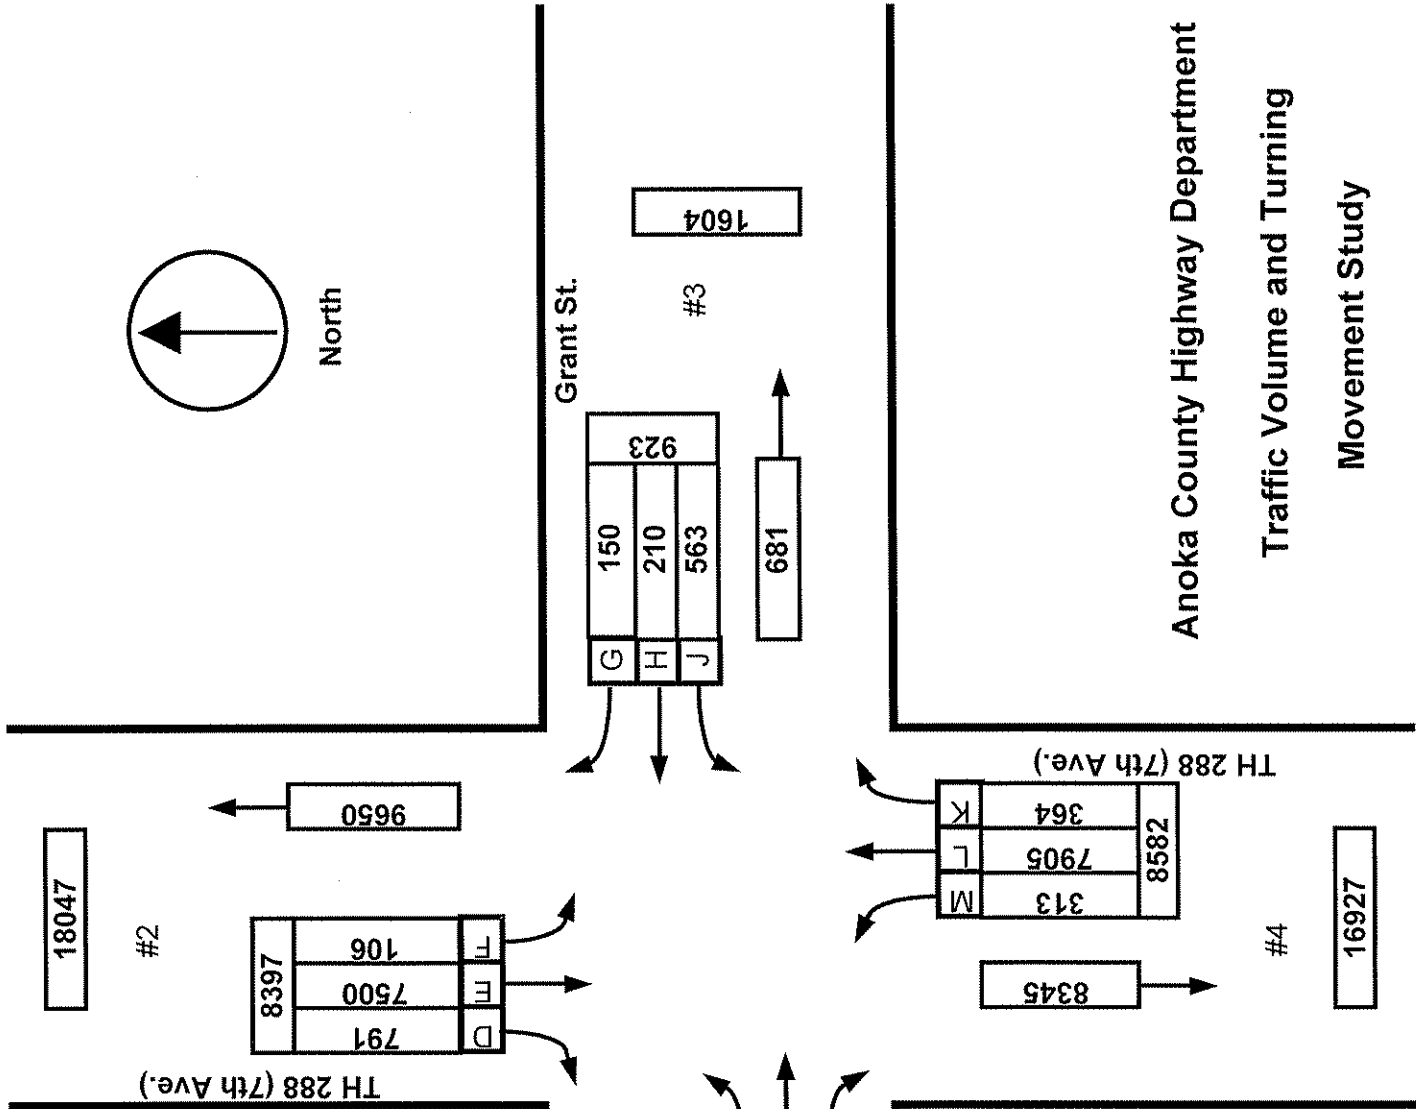 North
Grant St.
#3
1604
923
150
210
563
G
H
J
681
18047
#2
9650
8397
106
7500
791
F
E
D
TH 288 (7th Ave.)
TH 288 (7th Ave.)
K
L
M
364
7905
313
8582
8345
#4
16927
Anoka County Highway Department
Traffic Volume and Turning
Movement Study